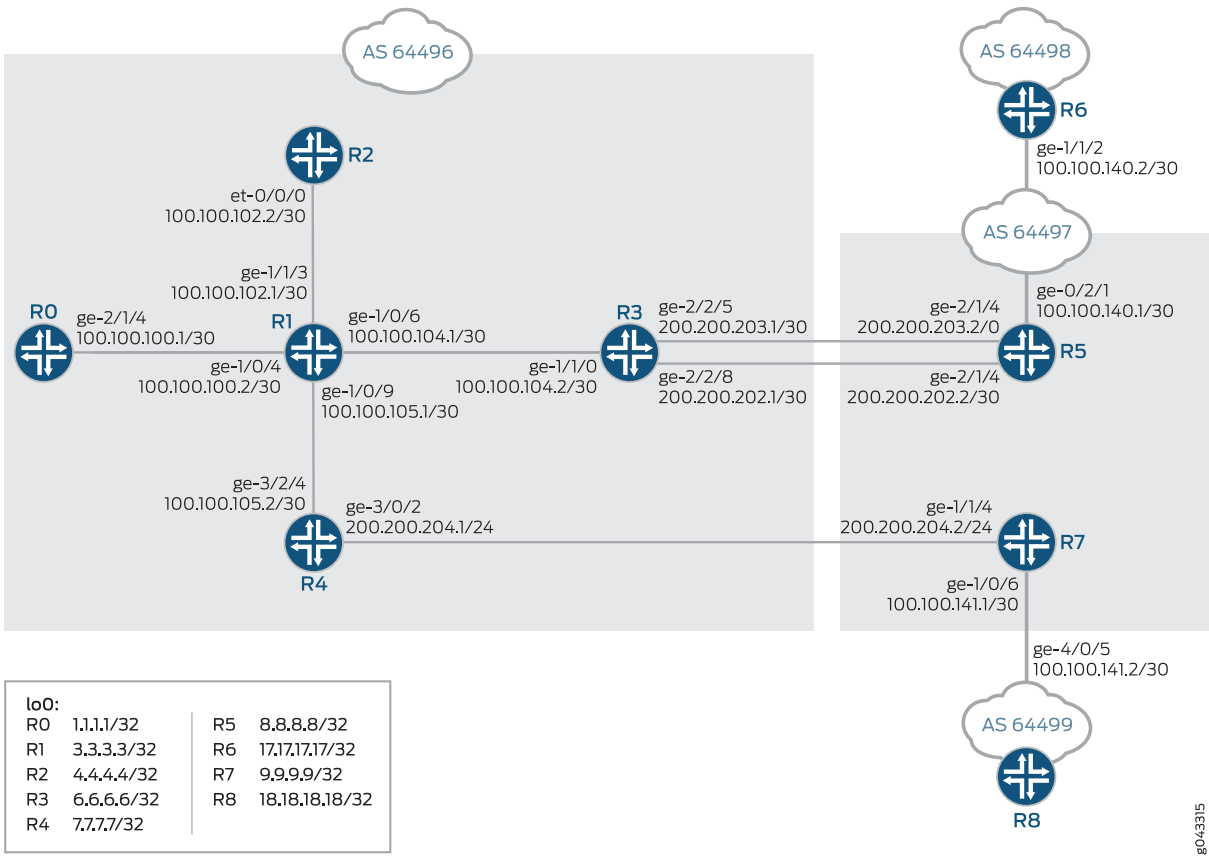 AS 64496
AS 64498
R6
ge-1/1/2
100.100.140.2/30
R2
et-0/0/0
100.100.102.2/30
AS 64497
ge-1/1/3
100.100.102.1/30
ge-0/2/1
100.100.140.1/30
R0
ge-2/1/4
100.100.100.1/30
R1
ge-1/0/6
100.100.104.1/30
R3
ge-2/2/5
200.200.203.1/30
ge-2/1/4
200.200.203.2/0
R5
ge-1/0/4
100.100.100.2/30
ge-1/0/9
100.100.105.1/30
ge-1/1/0
100.100.104.2/30
ge-2/2/8
200.200.202.1/30
ge-2/1/4
200.200.202.2/30
ge-3/2/4
100.100.105.2/30
ge-3/0/2
200.200.204.1/24
R4
ge-1/1/4
200.200.204.2/24
R7
ge-1/0/6
100.100.141.1/30
ge-4/0/5
100.100.141.2/30
AS 64499
R8
lo0:
R0 1.1.1.1/32
R1 3.3.3.3/32
R2 4.4.4.4/32
R3 6.6.6.6/32
R4 7.7.7.7/32
R5 8.8.8.8/32
R6 17.17.17.17/32
R7 9.9.9.9/32
R8 18.18.18.18/32
g043315